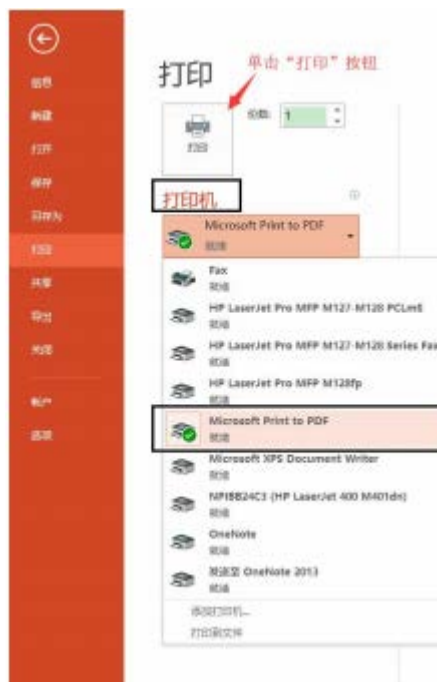 打印
单击“打印”按钮
信息
新建
打开
保存
另存为
打印
共享
导出
关闭
帐户
选项
份数: 1
打印
打印机
Microsoft Print to PDF
就绪
Fax
就绪
HP LaserJet Pro MFP M127-M128 PCLmS
就绪
HP LaserJet Pro MFP M127-M128 Series Fax
就绪
HP LaserJet Pro MFP M128fp
就绪
Microsoft Print to PDF
就绪
Microsoft XPS Document Writer
就绪
NPIBB24C3 (HP LaserJet 400 M401dn)
就绪
OneNote
就绪
发送至 OneNote 2013
就绪
添加打印机...
打印到文件